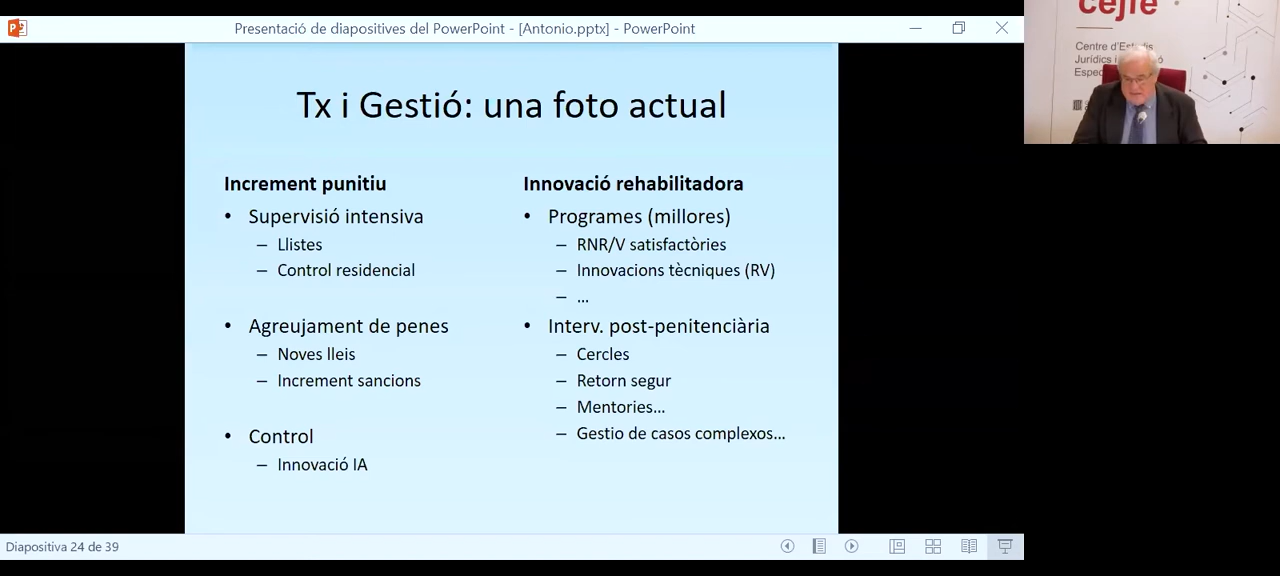 Presentació de diapositives del PowerPoint - [Antonio.pptx] - PowerPoint
cejfe
Centre d'Estudis
Jurídics i
Tx i Gestió: una foto actual
Increment punitiu
• Supervisió intensiva
– Llistes
– Control residencial
• Agreujament de penes
– Noves lleis
– Increment sancions
• Control
– Innovació IA
Innovació rehabilitadora
• Programes (millores)
– RNR/V satisfactòries
– Innovacions tècniques (RV)
– ...
• Interv. post-penitenciària
– Cercles
– Retorn segur
– Mentories...
– Gestio de casos complexos...
Diapositiva 24 de 39